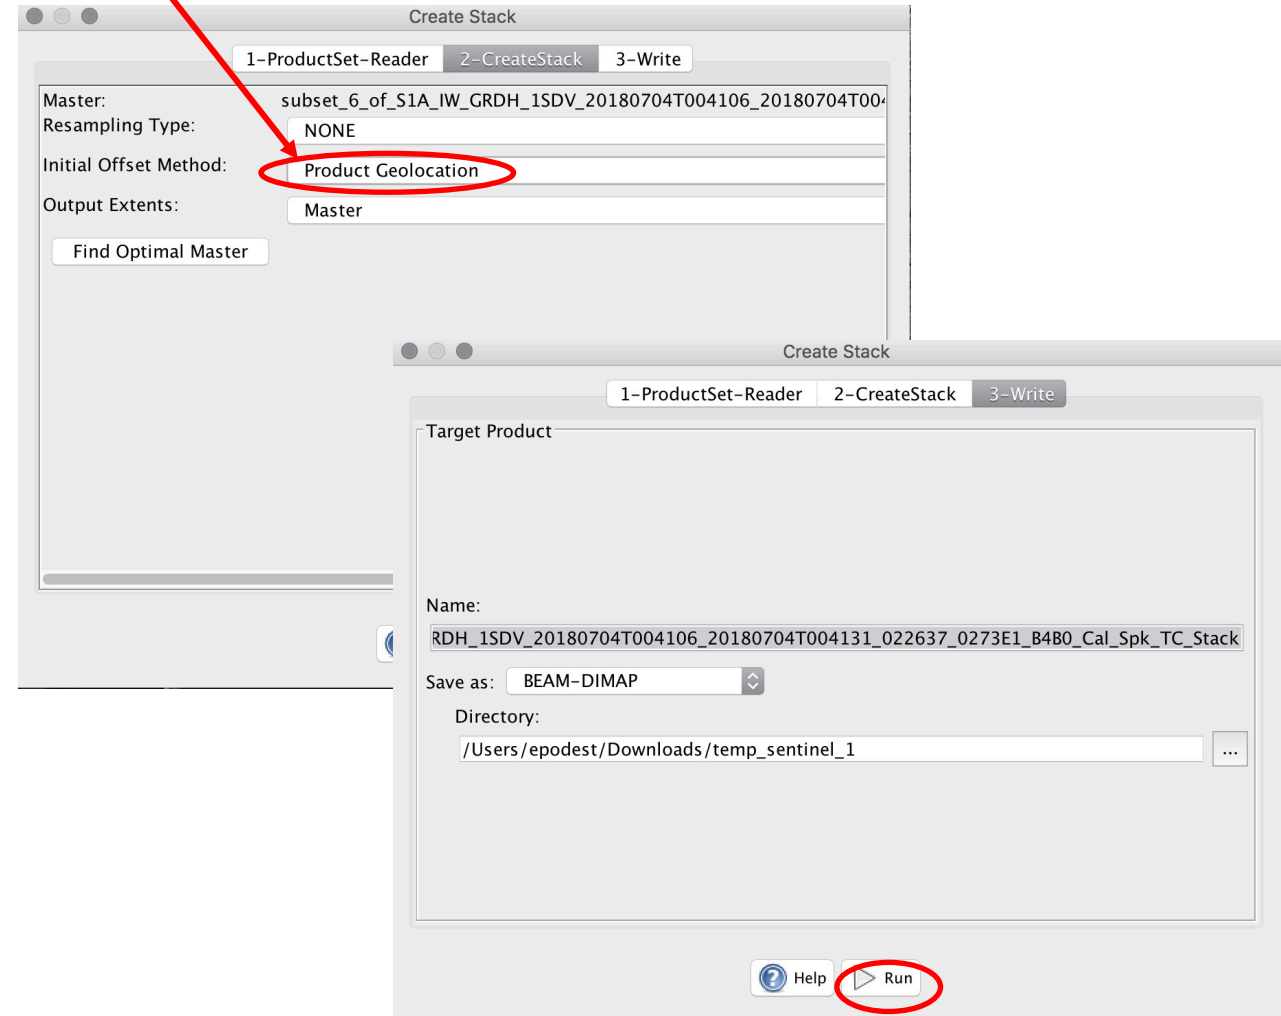 Create Stack
1-ProductSet-Reader 2-CreateStack 3-Write
Master: subset_6_of_S1A_IW_GRDH_1SDV_20180704T004106_20180704T00
Resampling Type: NONE
Initial Offset Method: Product Geolocation
Output Extents: Master
Find Optimal Master
Create Stack
1-ProductSet-Reader 2-CreateStack 3-Write
Target Product
Name:
RDH_1SDV_20180704T004106_20180704T004131_022637_0273E1_B4B0_Cal_Spk_TC_Stack
Save as: BEAM-DIMAP
Directory:
/Users/epodest/Downloads/temp_sentinel_1 ...
Help Run